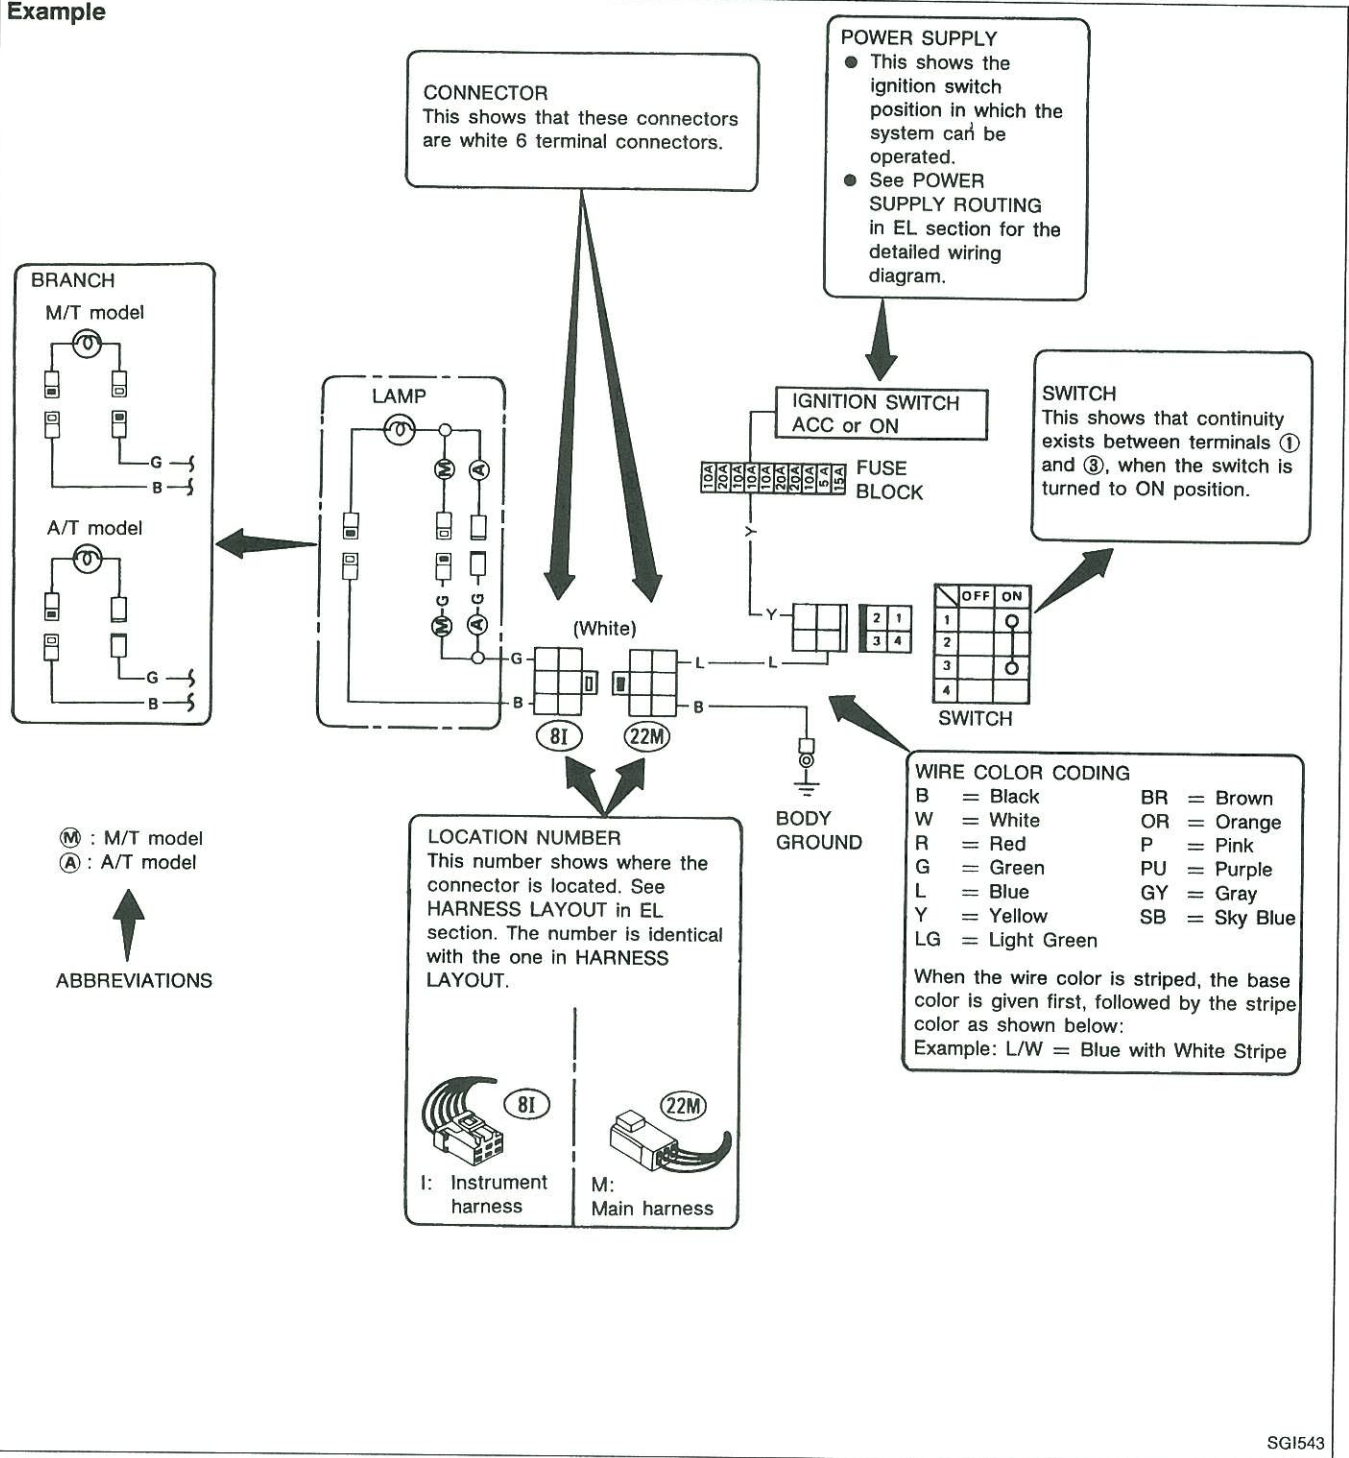 Example
CONNECTOR
This shows that these connectors
are white 6 terminal connectors.
POWER SUPPLY
● This shows the
ignition switch
position in which the
system can be
operated.
● See POWER
SUPPLY ROUTING
in EL section for the
detailed wiring
diagram.
BRANCH
M/T model
G
B
A/T model
G
B
LAMP
M
A
G
G
M
A
G
B
(White)
8I
22M
L
L
B
IGNITION SWITCH
ACC or ON
10A
20A
10A
10A
10A
20A
20A
10A
5A
15A
FUSE
BLOCK
Y
Y
2 1
3 4
OFF ON
1
2
3
4
SWITCH
SWITCH
This shows that continuity
exists between terminals ①
and ③, when the switch is
turned to ON position.
BODY
GROUND
WIRE COLOR CODING
B = Black
W = White
R = Red
G = Green
L = Blue
Y = Yellow
LG = Light Green
BR = Brown
OR = Orange
P = Pink
PU = Purple
GY = Gray
SB = Sky Blue
When the wire color is striped, the base
color is given first, followed by the stripe
color as shown below:
Example: L/W = Blue with White Stripe
Ⓜ : M/T model
Ⓐ : A/T model
ABBREVIATIONS
LOCATION NUMBER
This number shows where the
connector is located. See
HARNESS LAYOUT in EL
section. The number is identical
with the one in HARNESS
LAYOUT.
8I
I: Instrument
harness
22M
M:
Main harness
SGI543